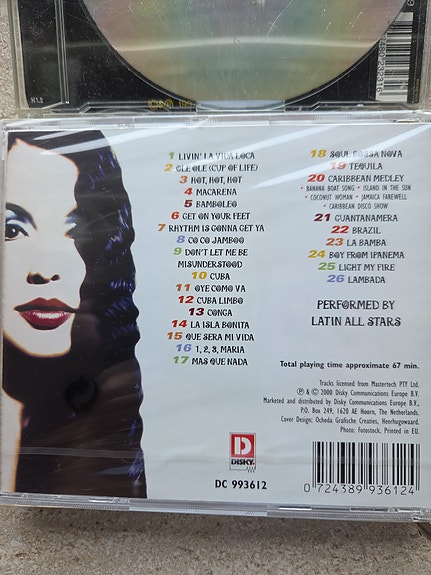 1 LIVIN' LA VIDA LOCA
2 OLE OLE (CUP OF LIFE)
3 HOT, HOT, HOT
4 MACARENA
5 BAMBOLEO
6 GET ON YOUR FEET
7 RHYTHM IS GONNA GET YA
8 CO CO JAMBOO
9 DON'T LET ME BE
MISUNDERSTOOD
10 CUBA
11 OYE COMO VA
12 CUBA LIMBO
13 CONGA
14 LA ISLA BONITA
15 QUE SERA MI VIDA
16 1, 2, 3, MARIA
17 MAS QUE NADA
18 SOUL BOSSA NOVA
19 TEQUILA
20 CARIBBEAN MEDLEY
• BANANA BOAT SONG • ISLAND IN THE SUN
• COCONUT WOMAN • JAMAICA FAREWELL
• CARIBBEAN DISCO SHOW
21 GUANTANAMERA
22 BRAZIL
23 LA BAMBA
24 BOY FROM IPANEMA
25 LIGHT MY FIRE
26 LAMBADA
PERFORMED BY
LATIN ALL STARS
Total playing time approximate 67 min.
Tracks licensed from Mastertech PTY Ltd.
℗ & © 2000 Disky Communications Europe B.V.
Marketed and distributed by Disky Communications Europe B.V.,
P.O. Box 249, 1620 AE Hoorn, The Netherlands.
Cover Design: Ocheda Grafische Creaties, Heerhugowaard.
Photo: Fotostock. Printed in EU.
D
DISKY
DC 993612
0 724389 936124